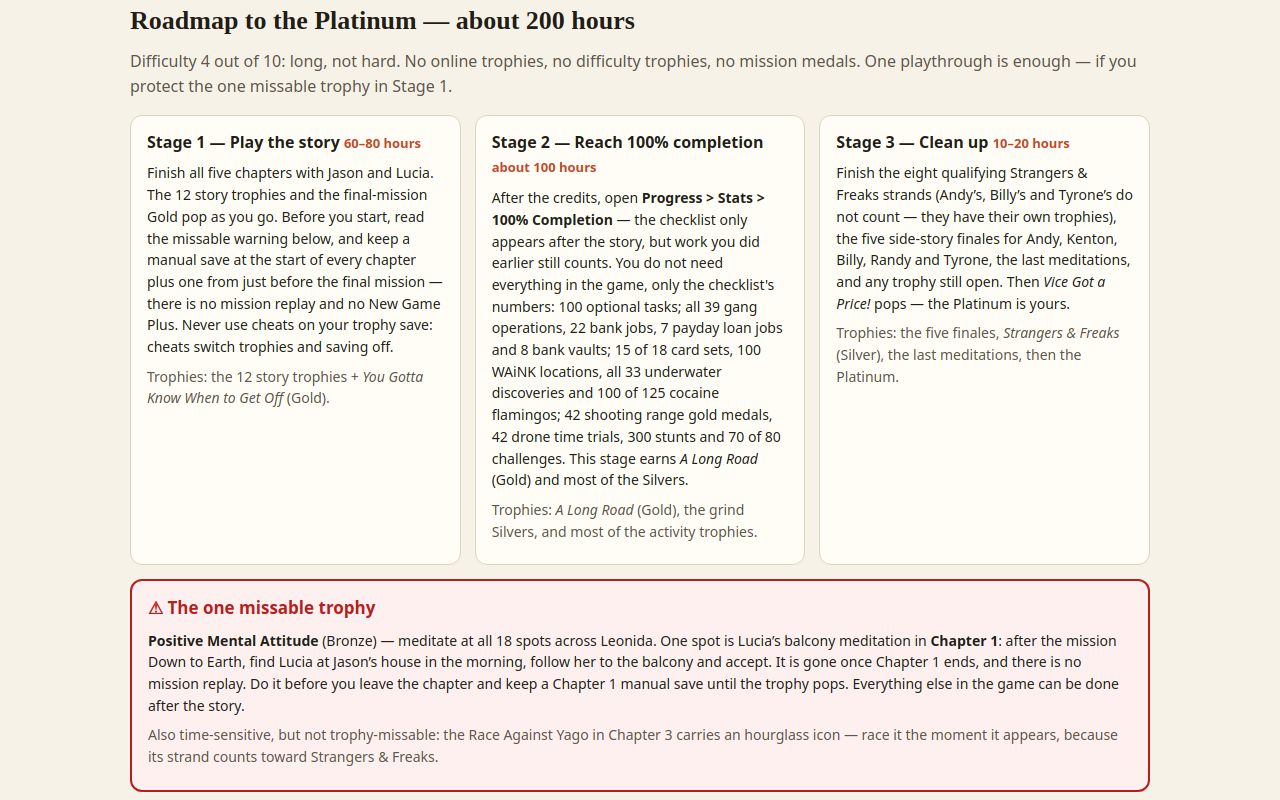 Roadmap to the Platinum — about 200 hours
Difficulty 4 out of 10: long, not hard. No online trophies, no difficulty trophies, no mission medals. One playthrough is enough — if you
protect the one missable trophy in Stage 1.
Stage 1 — Play the story 60–80 hours
Finish all five chapters with Jason and Lucia.
The 12 story trophies and the final-mission
Gold pop as you go. Before you start, read
the missable warning below, and keep a
manual save at the start of every chapter
plus one from just before the final mission —
there is no mission replay and no New Game
Plus. Never use cheats on your trophy save:
cheats switch trophies and saving off.
Trophies: the 12 story trophies + You Gotta
Know When to Get Off (Gold).
Stage 2 — Reach 100% completion
about 100 hours
After the credits, open Progress > Stats >
100% Completion — the checklist only
appears after the story, but work you did
earlier still counts. You do not need
everything in the game, only the checklist's
numbers: 100 optional tasks; all 39 gang
operations, 22 bank jobs, 7 payday loan jobs
and 8 bank vaults; 15 of 18 card sets, 100
WAiNK locations, all 33 underwater
discoveries and 100 of 125 cocaine
flamingos; 42 shooting range gold medals,
42 drone time trials, 300 stunts and 70 of 80
challenges. This stage earns A Long Road
(Gold) and most of the Silvers.
Trophies: A Long Road (Gold), the grind
Silvers, and most of the activity trophies.
Stage 3 — Clean up 10–20 hours
Finish the eight qualifying Strangers &
Freaks strands (Andy’s, Billy’s and Tyrone’s do
not count — they have their own trophies),
the five side-story finales for Andy, Kenton,
Billy, Randy and Tyrone, the last meditations,
and any trophy still open. Then Vice Got a
Price! pops — the Platinum is yours.
Trophies: the five finales, Strangers & Freaks
(Silver), the last meditations, then the
Platinum.
⚠ The one missable trophy
Positive Mental Attitude (Bronze) — meditate at all 18 spots across Leonida. One spot is Lucia’s balcony meditation in Chapter 1: after the mission
Down to Earth, find Lucia at Jason’s house in the morning, follow her to the balcony and accept. It is gone once Chapter 1 ends, and there is no
mission replay. Do it before you leave the chapter and keep a Chapter 1 manual save until the trophy pops. Everything else in the game can be done
after the story.
Also time-sensitive, but not trophy-missable: the Race Against Yago in Chapter 3 carries an hourglass icon — race it the moment it appears, because
its strand counts toward Strangers & Freaks.